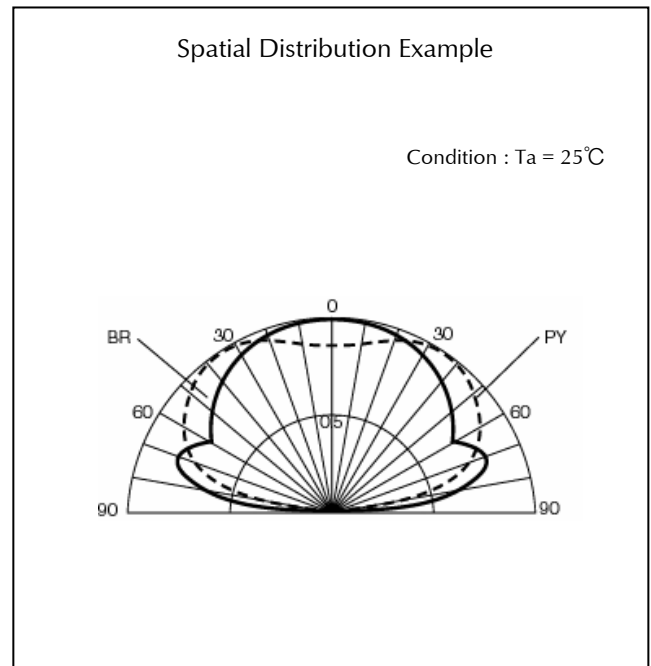 Spatial Distribution Example
Condition : Ta = 25℃
0
BR 30 30 PY
60 60
0.5
90 90